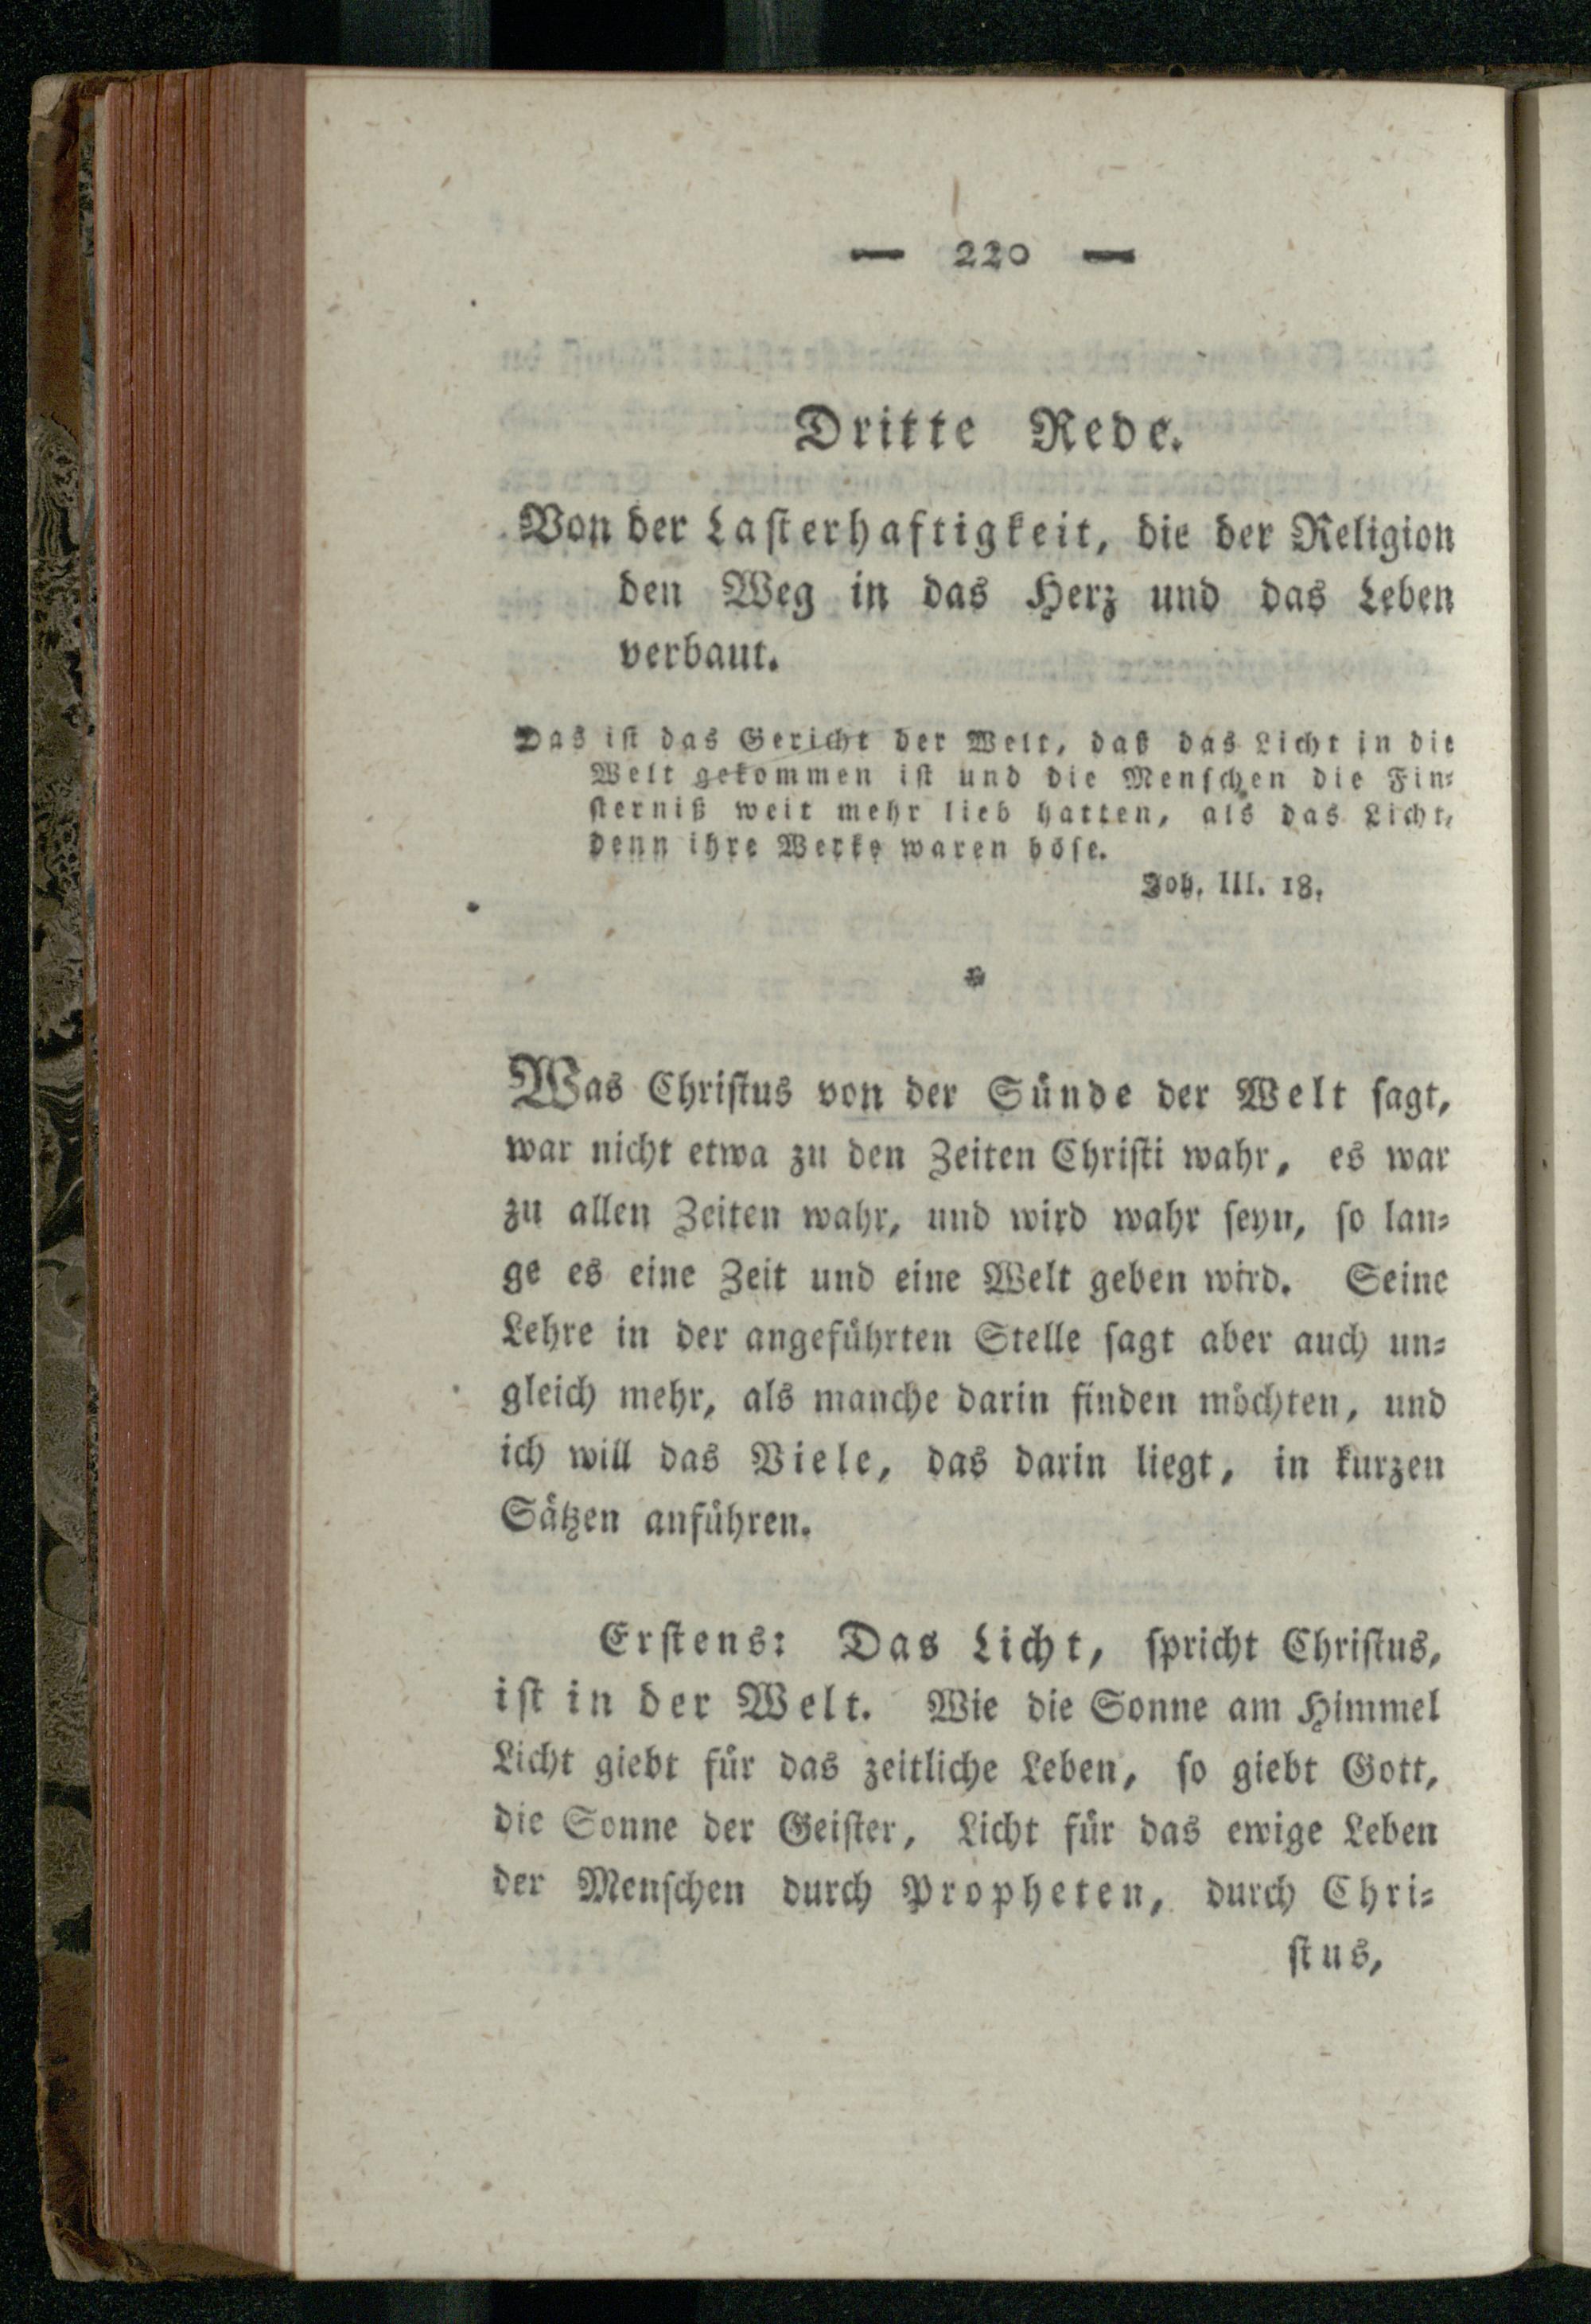 — 220 —
Dritte Rede.
Von der Laſterhaftigkeit, die der Religion
den Weg in das Herz und das Leben
verbaut.
Das iſt das Gericht der Welt, daß das Licht in die
Welt gekommen iſt und die Menſchen die Fin⸗
ſterniß weit mehr lieb hatten, als das Licht,
denn ihre Werke waren böſe.
Joh. III. 18.
*
Was Chriſtus von der Sünde der Welt ſagt,
war nicht etwa zu den Zeiten Chriſti wahr, es war
zu allen Zeiten wahr, und wird wahr ſeyn, ſo lan⸗
ge es eine Zeit und eine Welt geben wird. Seine
Lehre in der angeführten Stelle ſagt aber auch un⸗
gleich mehr, als manche darin finden möchten, und
ich will das Viele, das darin liegt, in kurzen
Sätzen anführen.
Erſtens: Das Licht, ſpricht Chriſtus,
iſt in der Welt. Wie die Sonne am Himmel
Licht giebt für das zeitliche Leben, ſo giebt Gott,
die Sonne der Geiſter, Licht für das ewige Leben
der Menſchen durch Propheten, durch Chri⸗
ſtus,